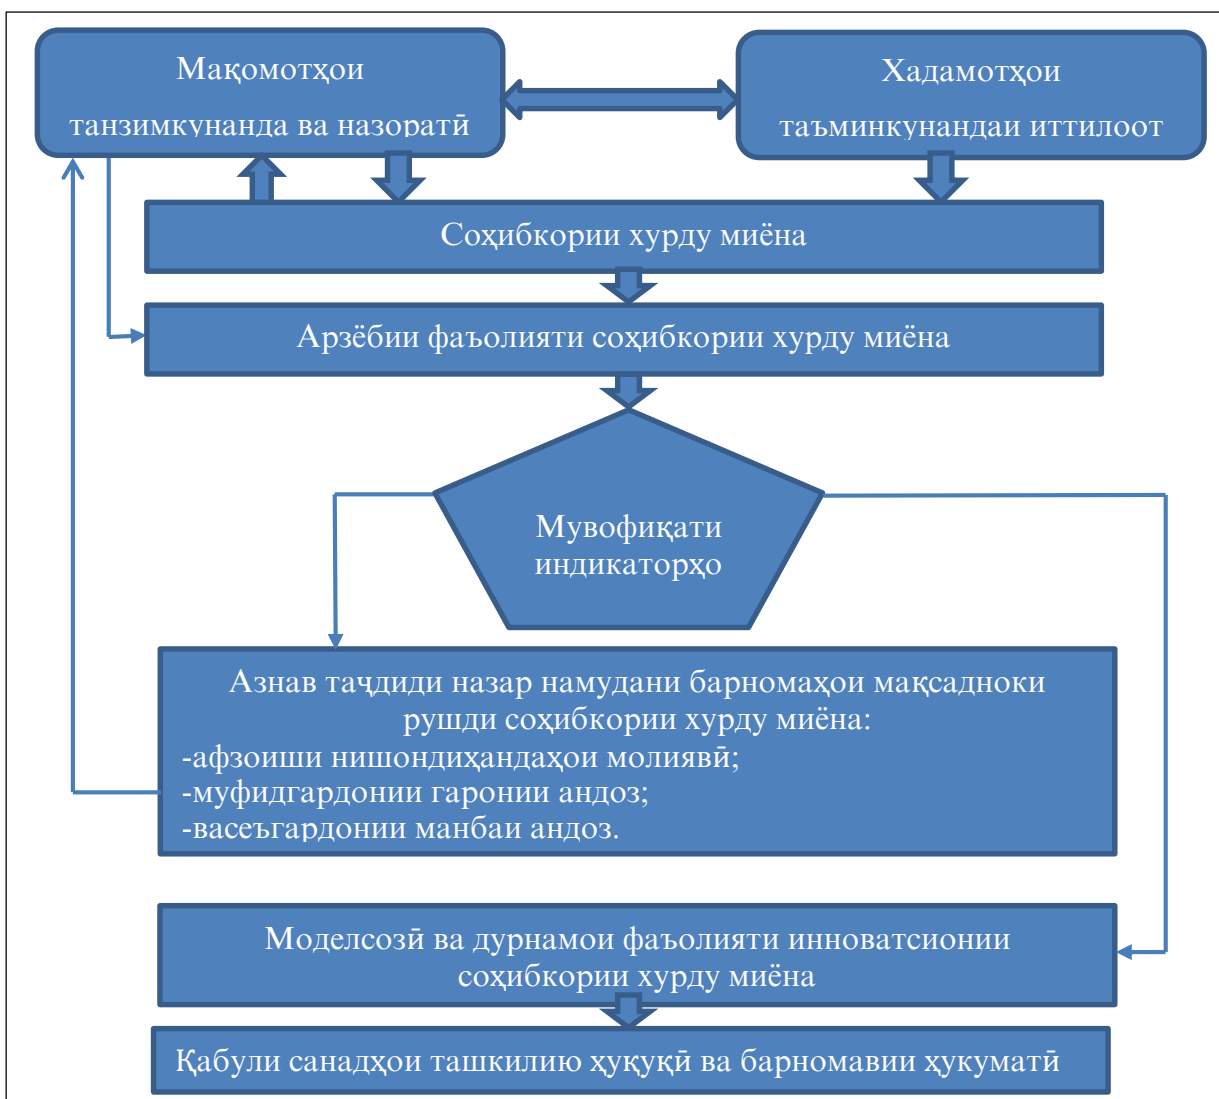 Мақомотҳои
танзимкунанда ва назоратӣ
Хадамотҳои
таъминкунандаи иттилоот
Соҳибкории хурду миёна
Арзёбии фаъолияти соҳибкории хурду миёна
Мувофиқати
индикаторҳо
Азнав таҷдиди назар намудани барномаҳои мақсадноки
рушди соҳибкории хурду миёна:
-афзоиши нишондиҳандаҳои молиявӣ;
-муфидгардонии гаронии андоз;
-васеъгардонии манбаи андоз.
Моделсозӣ ва дурнамои фаъолияти инноватсионии
соҳибкории хурду миёна
Қабули санадҳои ташкилию ҳуқуқӣ ва барномавии ҳукуматӣ